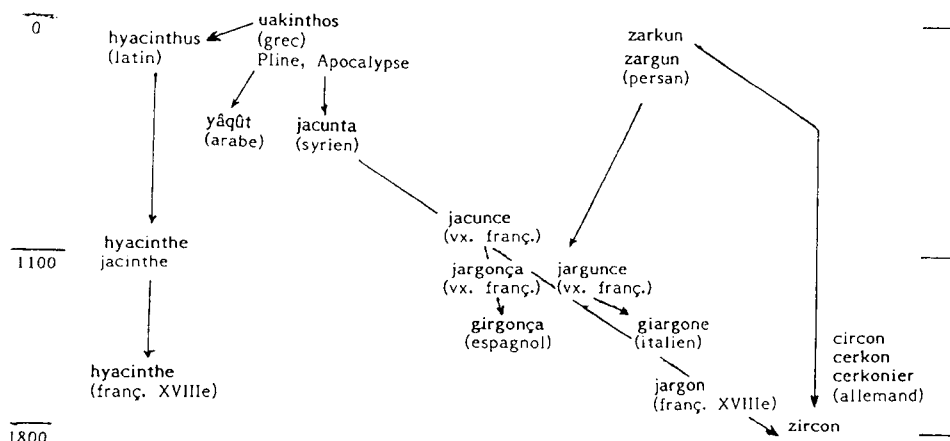 0
uakinthos
(grec)
Pline, Apocalypse
hyacinthus
(latin)
zarkun
zargun
(persan)
yâqût
(arabe)
jacunta
(syrien)
jacunce
(vx. franç.)
hyacinthe
jacinthe
1100
jargonça
(vx. franç.)
jargunce
(vx. franç.)
girgonça
(espagnol)
giargone
(italien)
circon
cerkon
cerkonier
(allemand)
hyacinthe
(franç. XVIIIe)
jargon
(franç. XVIIIe)
zircon
1800